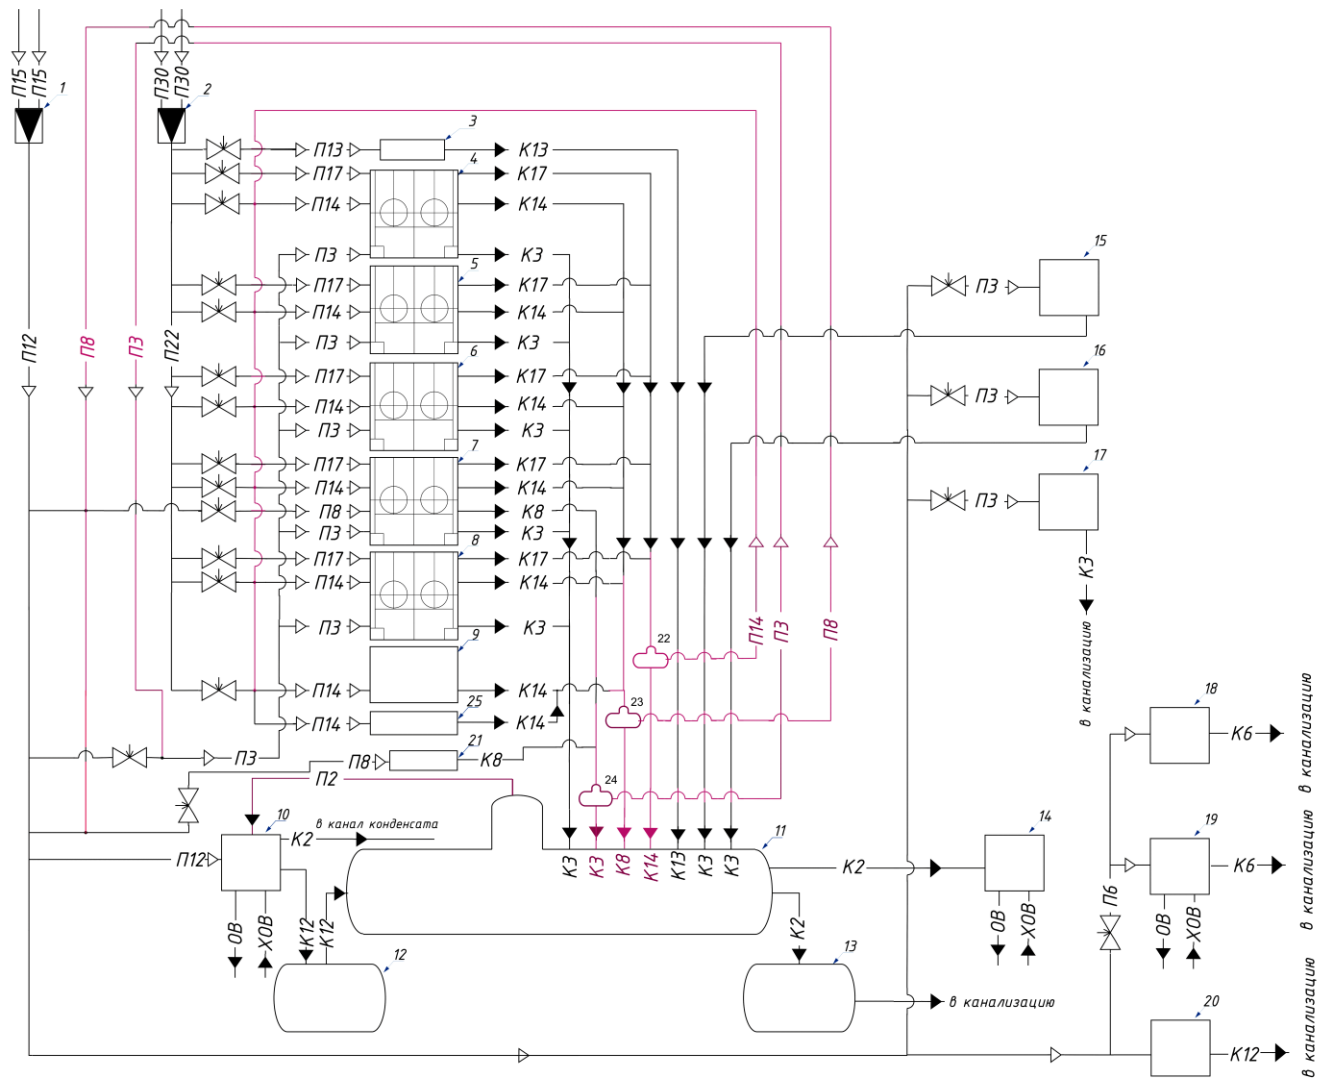 П15 П15 1
П30 П30 2
3
П13 К13
4
П17 К17
П14 К14
П3 К3
5
П17 К17
П14 К14
П3 К3
6
П17 К17
П14 К14
П3 К3
7
П17 К17
П14 К14
П8 К8
П3 К3
8
П17 К17
П14 К14
П3 К3
9
П14 К14
25
П14 К14
21
П8 К8
П3
П12
П8
П3
П22
22
23
24
П14
П3
П8
П2
10
К2
в канал конденсата
П12
ОВ
ХОВ
К12
К12
12
11
К3
К3
К8
К14
К13
К3
К3
К2
К2
13
в канализацию
14
ОВ
ХОВ
15
П3
16
П3
17
П3
К3
в канализацию
18
К6
в канализацию
19
К6
в канализацию
П6
ОВ
ХОВ
20
К12
в канализацию